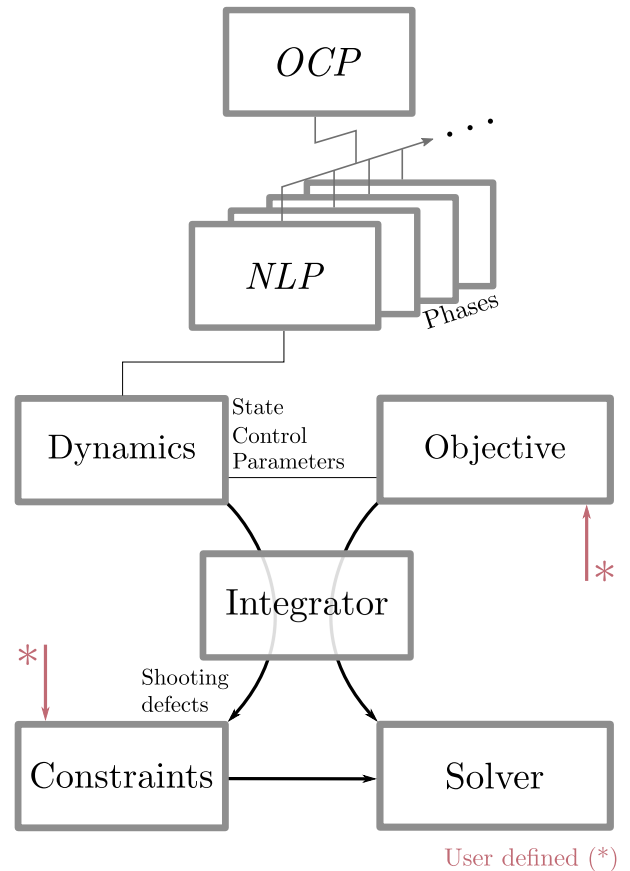 OCP
. . .
NLP
Phases
State
Control
Parameters
Dynamics
Objective
*
Integrator
*
Shooting
defects
Constraints
Solver
User defined (*)